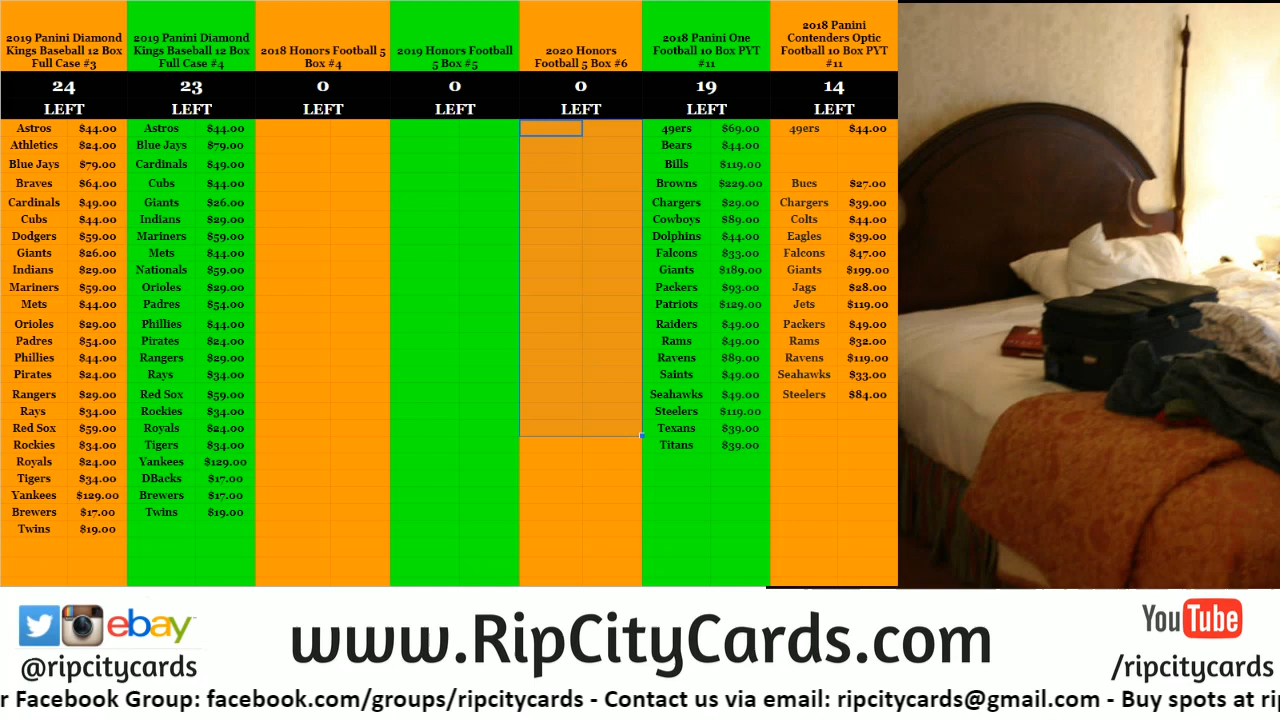 2019 Panini Diamond Kings Baseball 12 Box Full Case #3
2019 Panini Diamond Kings Baseball 12 Box Full Case #4
2018 Honors Football 5 Box #4
2019 Honors Football 5 Box #5
2020 Honors Football 5 Box #6
2018 Panini One Football 10 Box PYT #11
2018 Panini Contenders Optic Football 10 Box PYT #11
24 23 0 0 0 19 14
LEFT LEFT LEFT LEFT LEFT LEFT LEFT
Astros $44.00 Astros $44.00 49ers $69.00 49ers $44.00
Athletics $24.00 Blue Jays $79.00 Bears $44.00
Blue Jays $79.00 Cardinals $49.00 Bills $119.00
Braves $64.00 Cubs $44.00 Browns $229.00 Bucs $27.00
Cardinals $49.00 Giants $26.00 Chargers $29.00 Chargers $39.00
Cubs $44.00 Indians $29.00 Cowboys $89.00 Colts $44.00
Dodgers $59.00 Mariners $59.00 Dolphins $44.00 Eagles $39.00
Giants $26.00 Mets $44.00 Falcons $33.00 Falcons $47.00
Indians $29.00 Nationals $59.00 Giants $189.00 Giants $199.00
Mariners $59.00 Orioles $29.00 Packers $93.00 Jags $28.00
Mets $44.00 Padres $54.00 Patriots $129.00 Jets $119.00
Orioles $29.00 Phillies $44.00 Raiders $49.00 Packers $49.00
Padres $54.00 Pirates $24.00 Rams $49.00 Rams $32.00
Phillies $44.00 Rangers $29.00 Ravens $89.00 Ravens $119.00
Pirates $24.00 Rays $34.00 Saints $49.00 Seahawks $33.00
Rangers $29.00 Red Sox $59.00 Seahawks $49.00 Steelers $84.00
Rays $34.00 Rockies $34.00 Steelers $119.00
Red Sox $59.00 Royals $24.00 Texans $39.00
Rockies $34.00 Tigers $34.00 Titans $39.00
Royals $24.00 Yankees $129.00
Tigers $34.00 DBacks $17.00
Yankees $129.00 Brewers $17.00
Brewers $17.00 Twins $19.00
Twins $19.00
ebay
@ripcitycards
www.RipCityCards.com
YouTube
/ripcitycards
r Facebook Group: facebook.com/groups/ripcitycards - Contact us via email: ripcitycards@gmail.com - Buy spots at rip